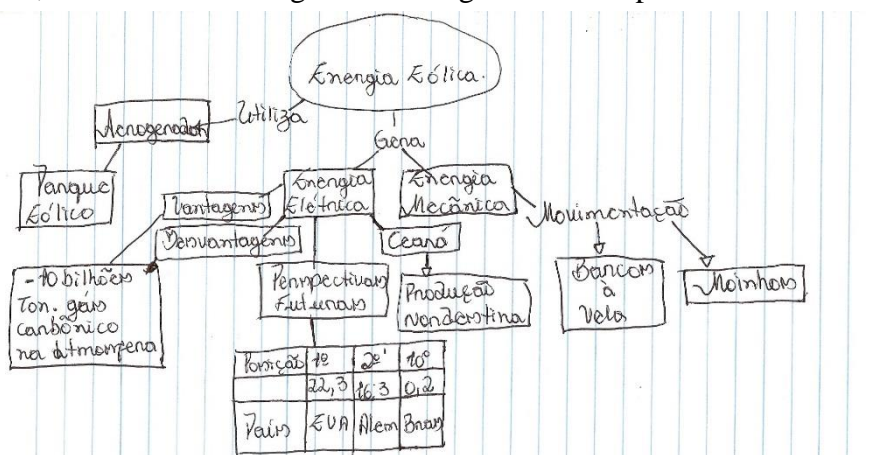 Energia Eólica.
Utiliza
Aerogerador
Gera
Parque
Eólico
Vantagens
Energia
Elétrica
Energia
Mecânica
Movimentação
Desvantagens
Ceará
- 10 bilhões
Ton. gás
carbônico
na Atmosfera
Perspectivas
Futuras
Produção
nordestina
Barcos
à
Vela
Moinhos
Posição 1º 2º 10º
22,3 16,3 0,2
País EUA Alem Bras